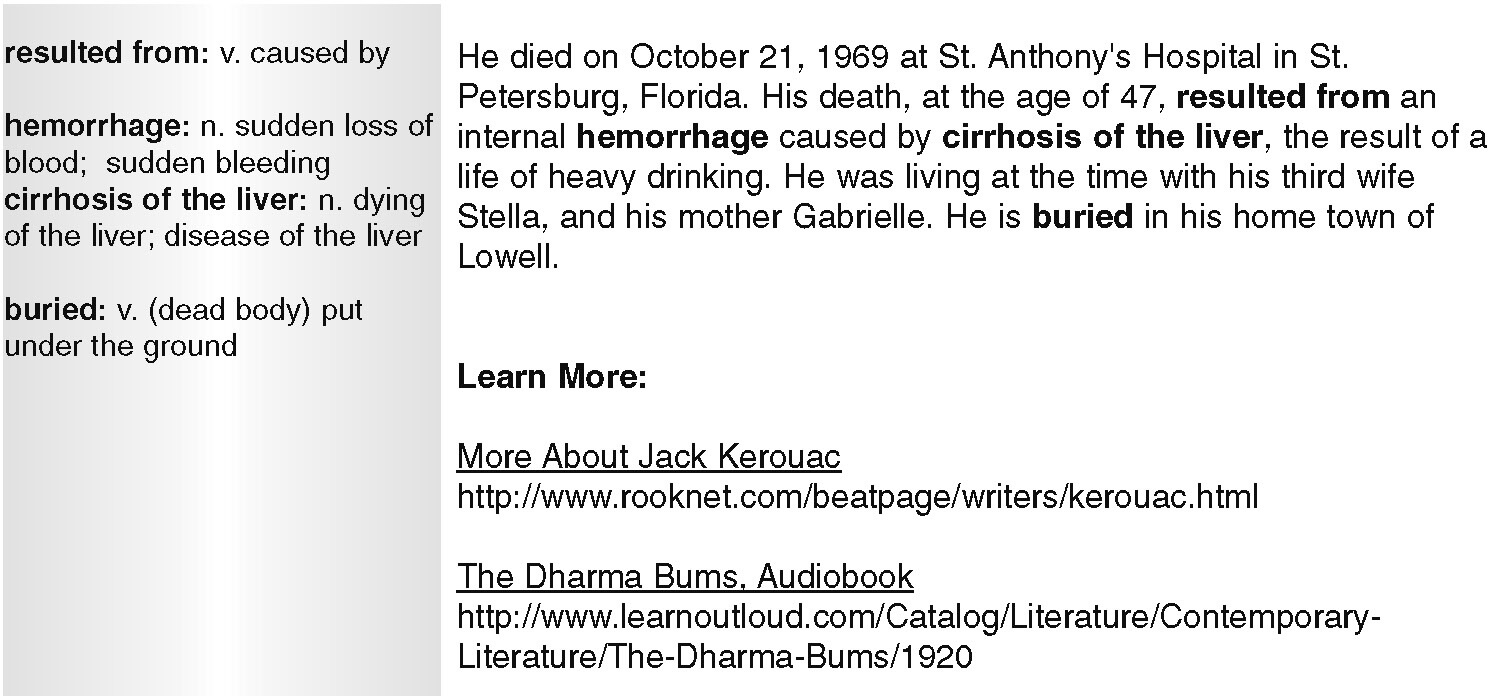 resulted from: v. caused by
hemorrhage: n. sudden loss of
blood;  sudden bleeding
cirrhosis of the liver: n. dying
of the liver; disease of the liver
buried: v. (dead body) put
under the ground
He died on October 21, 1969 at St. Anthony's Hospital in St.
Petersburg, Florida. His death, at the age of 47, resulted from an
internal hemorrhage caused by cirrhosis of the liver, the result of a
life of heavy drinking. He was living at the time with his third wife
Stella, and his mother Gabrielle. He is buried in his home town of
Lowell.
Learn More:
More About Jack Kerouac
http://www.rooknet.com/beatpage/writers/kerouac.html
The Dharma Bums, Audiobook
http://www.learnoutloud.com/Catalog/Literature/Contemporary-
Literature/The-Dharma-Bums/1920